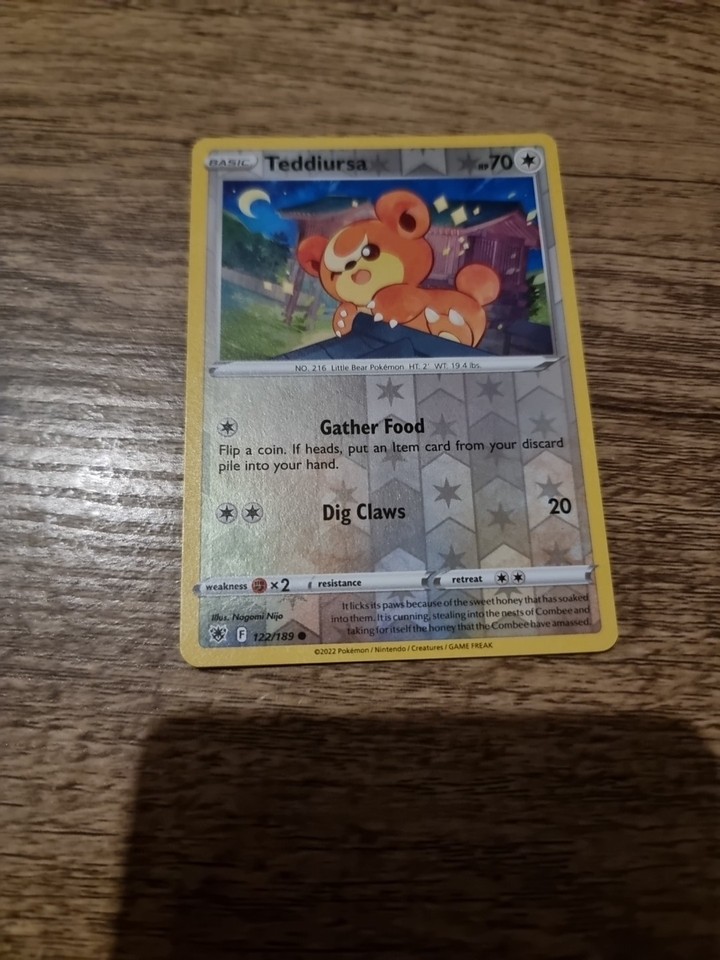 BASIC Teddiursa HP 70
NO. 216 Little Bear Pokémon HT: 2' WT: 19.4 lbs.
Gather Food
Flip a coin. If heads, put an Item card from your discard
pile into your hand.
Dig Claws 20
weakness ×2 resistance retreat
It licks its paws because of the sweet honey that has soaked
into them. It is cunning, stealing into the nests of Combee and
taking for itself the honey that the Combee have amassed.
Illus. Nagomi Nijo
F 122/189
©2022 Pokémon / Nintendo / Creatures / GAME FREAK